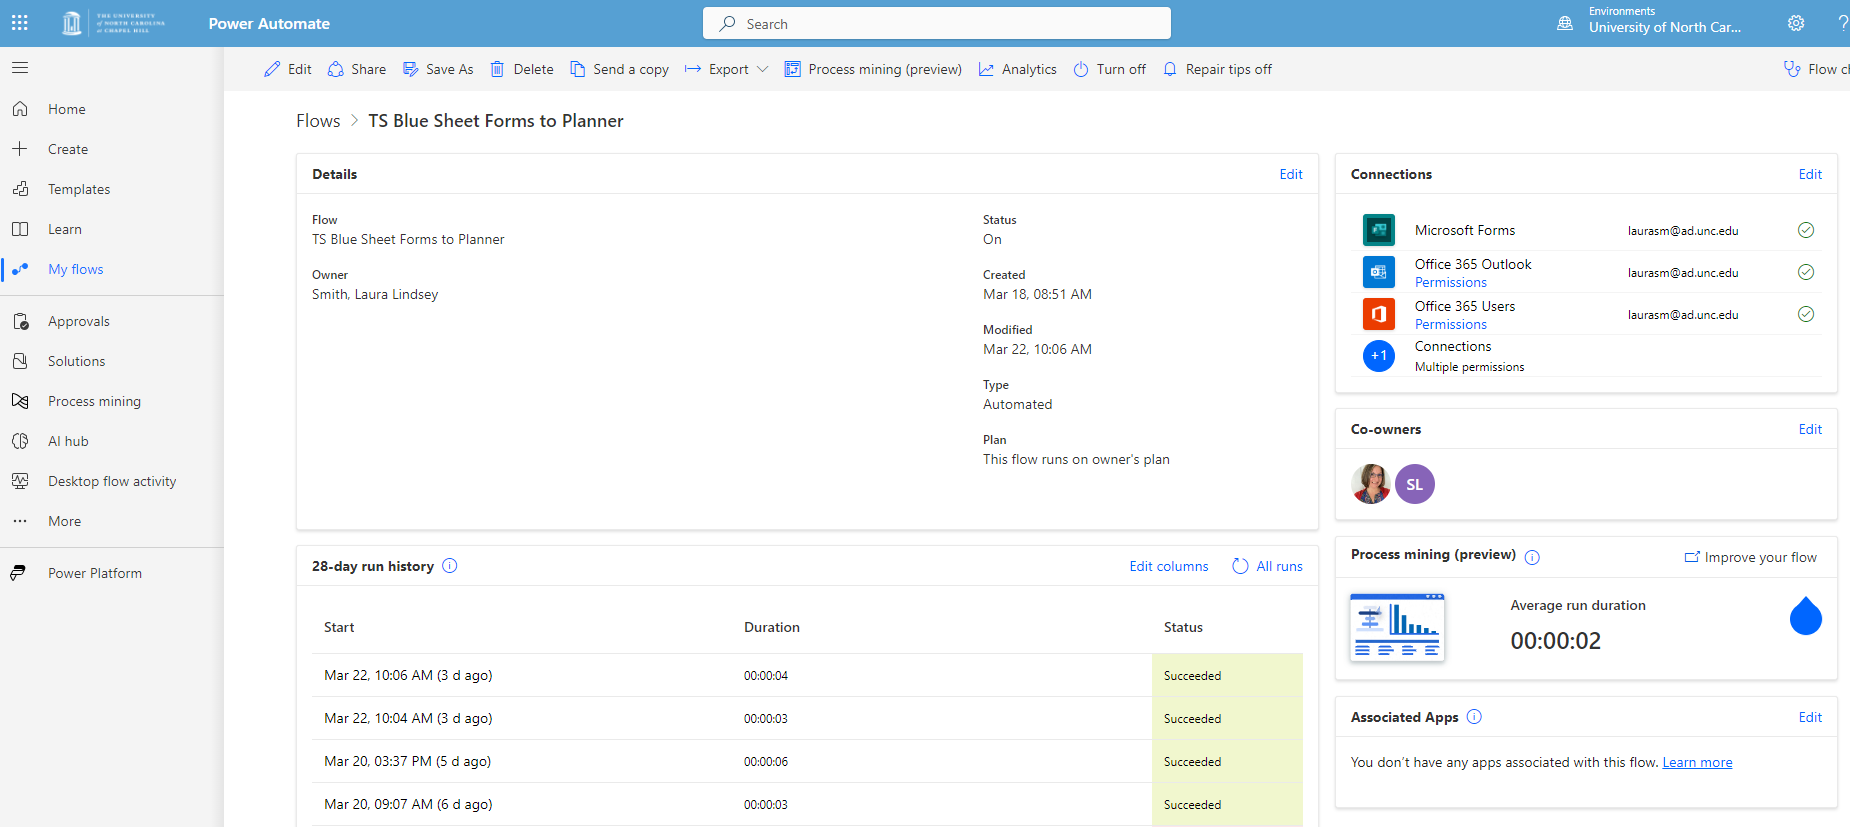 THE UNIVERSITY
of NORTH CAROLINA
at CHAPEL HILL
Power Automate
Search
Environments
University of North Car...
?
Edit
Share
Save As
Delete
Send a copy
Export
Process mining (preview)
Analytics
Turn off
Repair tips off
Flow c
Home
Create
Templates
Learn
My flows
Approvals
Solutions
Process mining
AI hub
Desktop flow activity
More
Power Platform
Flows > TS Blue Sheet Forms to Planner
Details
Edit
Flow
TS Blue Sheet Forms to Planner
Owner
Smith, Laura Lindsey
Status
On
Created
Mar 18, 08:51 AM
Modified
Mar 22, 10:06 AM
Type
Automated
Plan
This flow runs on owner's plan
28-day run history
Edit columns
All runs
Start Duration Status
Mar 22, 10:06 AM (3 d ago) 00:00:04 Succeeded
Mar 22, 10:04 AM (3 d ago) 00:00:03 Succeeded
Mar 20, 03:37 PM (5 d ago) 00:00:06 Succeeded
Mar 20, 09:07 AM (6 d ago) 00:00:03 Succeeded
Connections
Edit
Microsoft Forms laurasm@ad.unc.edu
Office 365 Outlook laurasm@ad.unc.edu
Permissions
Office 365 Users laurasm@ad.unc.edu
Permissions
+1 Connections
Multiple permissions
Co-owners
Edit
SL
Process mining (preview)
Improve your flow
Average run duration
00:00:02
Associated Apps
Edit
You don't have any apps associated with this flow. Learn more